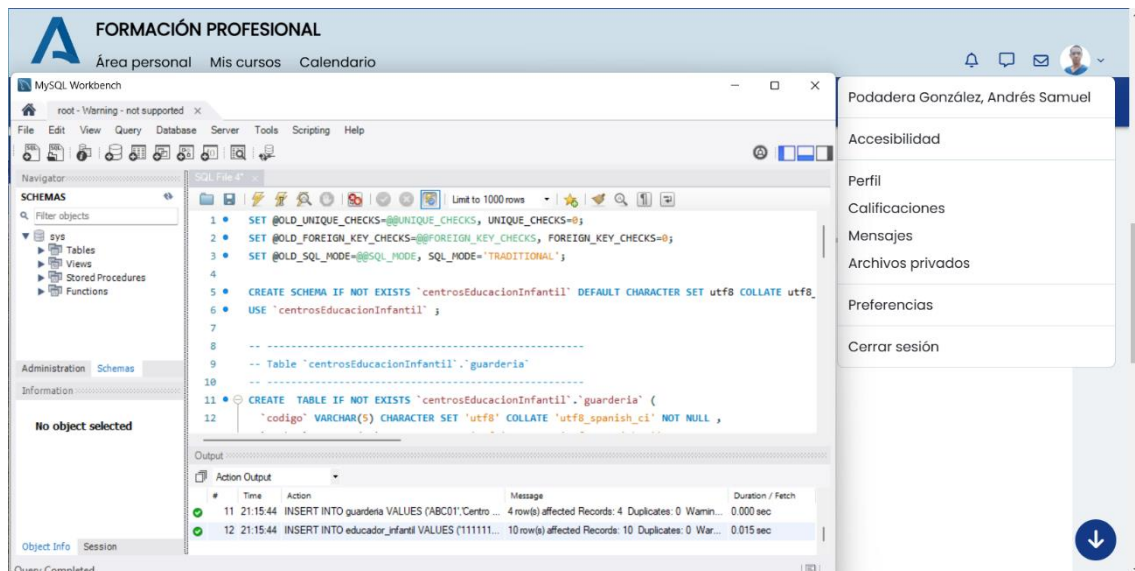 FORMACIÓN PROFESIONAL
Área personal Mis cursos Calendario
MySQL Workbench
root - Warning - not supported
File Edit View Query Database Server Tools Scripting Help
Navigator
SCHEMAS
Filter objects
sys
Tables
Views
Stored Procedures
Functions
Administration Schemas
Information
No object selected
Object Info Session
Query Completed
SQL File 4*
Limit to 1000 rows
1 SET @OLD_UNIQUE_CHECKS=@@UNIQUE_CHECKS, UNIQUE_CHECKS=0;
2 SET @OLD_FOREIGN_KEY_CHECKS=@@FOREIGN_KEY_CHECKS, FOREIGN_KEY_CHECKS=0;
3 SET @OLD_SQL_MODE=@@SQL_MODE, SQL_MODE='TRADITIONAL';
4
5 CREATE SCHEMA IF NOT EXISTS `centrosEducacionInfantil` DEFAULT CHARACTER SET utf8 COLLATE utf8_
6 USE `centrosEducacionInfantil` ;
7
8 -- -----------------------------------------------------
9 -- Table `centrosEducacionInfantil`.`guarderia`
10 -- -----------------------------------------------------
11 CREATE TABLE IF NOT EXISTS `centrosEducacionInfantil`.`guarderia` (
12 `codigo` VARCHAR(5) CHARACTER SET 'utf8' COLLATE 'utf8_spanish_ci' NOT NULL ,
Output
Action Output
# Time Action Message Duration / Fetch
11 21:15:44 INSERT INTO guarderia VALUES ('ABC01','Centro ... 4 row(s) affected Records: 4 Duplicates: 0 Warnin... 0.000 sec
12 21:15:44 INSERT INTO educador_infantil VALUES ('111111... 10 row(s) affected Records: 10 Duplicates: 0 War... 0.015 sec
Podadera González, Andrés Samuel
Accesibilidad
Perfil
Calificaciones
Mensajes
Archivos privados
Preferencias
Cerrar sesión